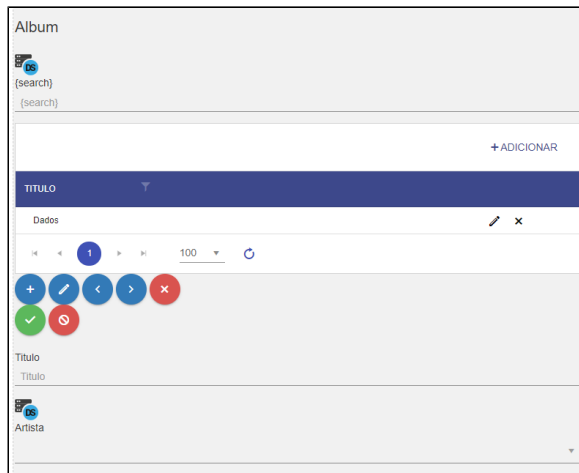 Album
DS
{search}
{search}
+ ADICIONAR
TITULO
Dados
1 100
Titulo
Titulo
DS
Artista